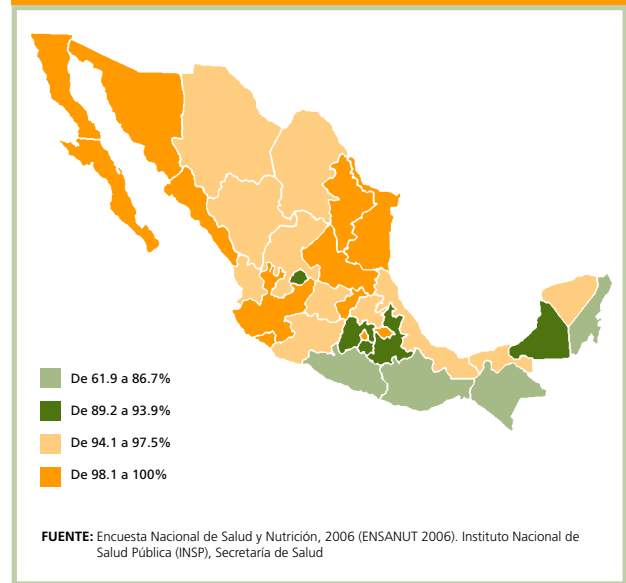 De 61.9 a 86.7%
De 89.2 a 93.9%
De 94.1 a 97.5%
De 98.1 a 100%
FUENTE: Encuesta Nacional de Salud y Nutrición, 2006 (ENSANUT 2006). Instituto Nacional de
Salud Pública (INSP), Secretaría de Salud